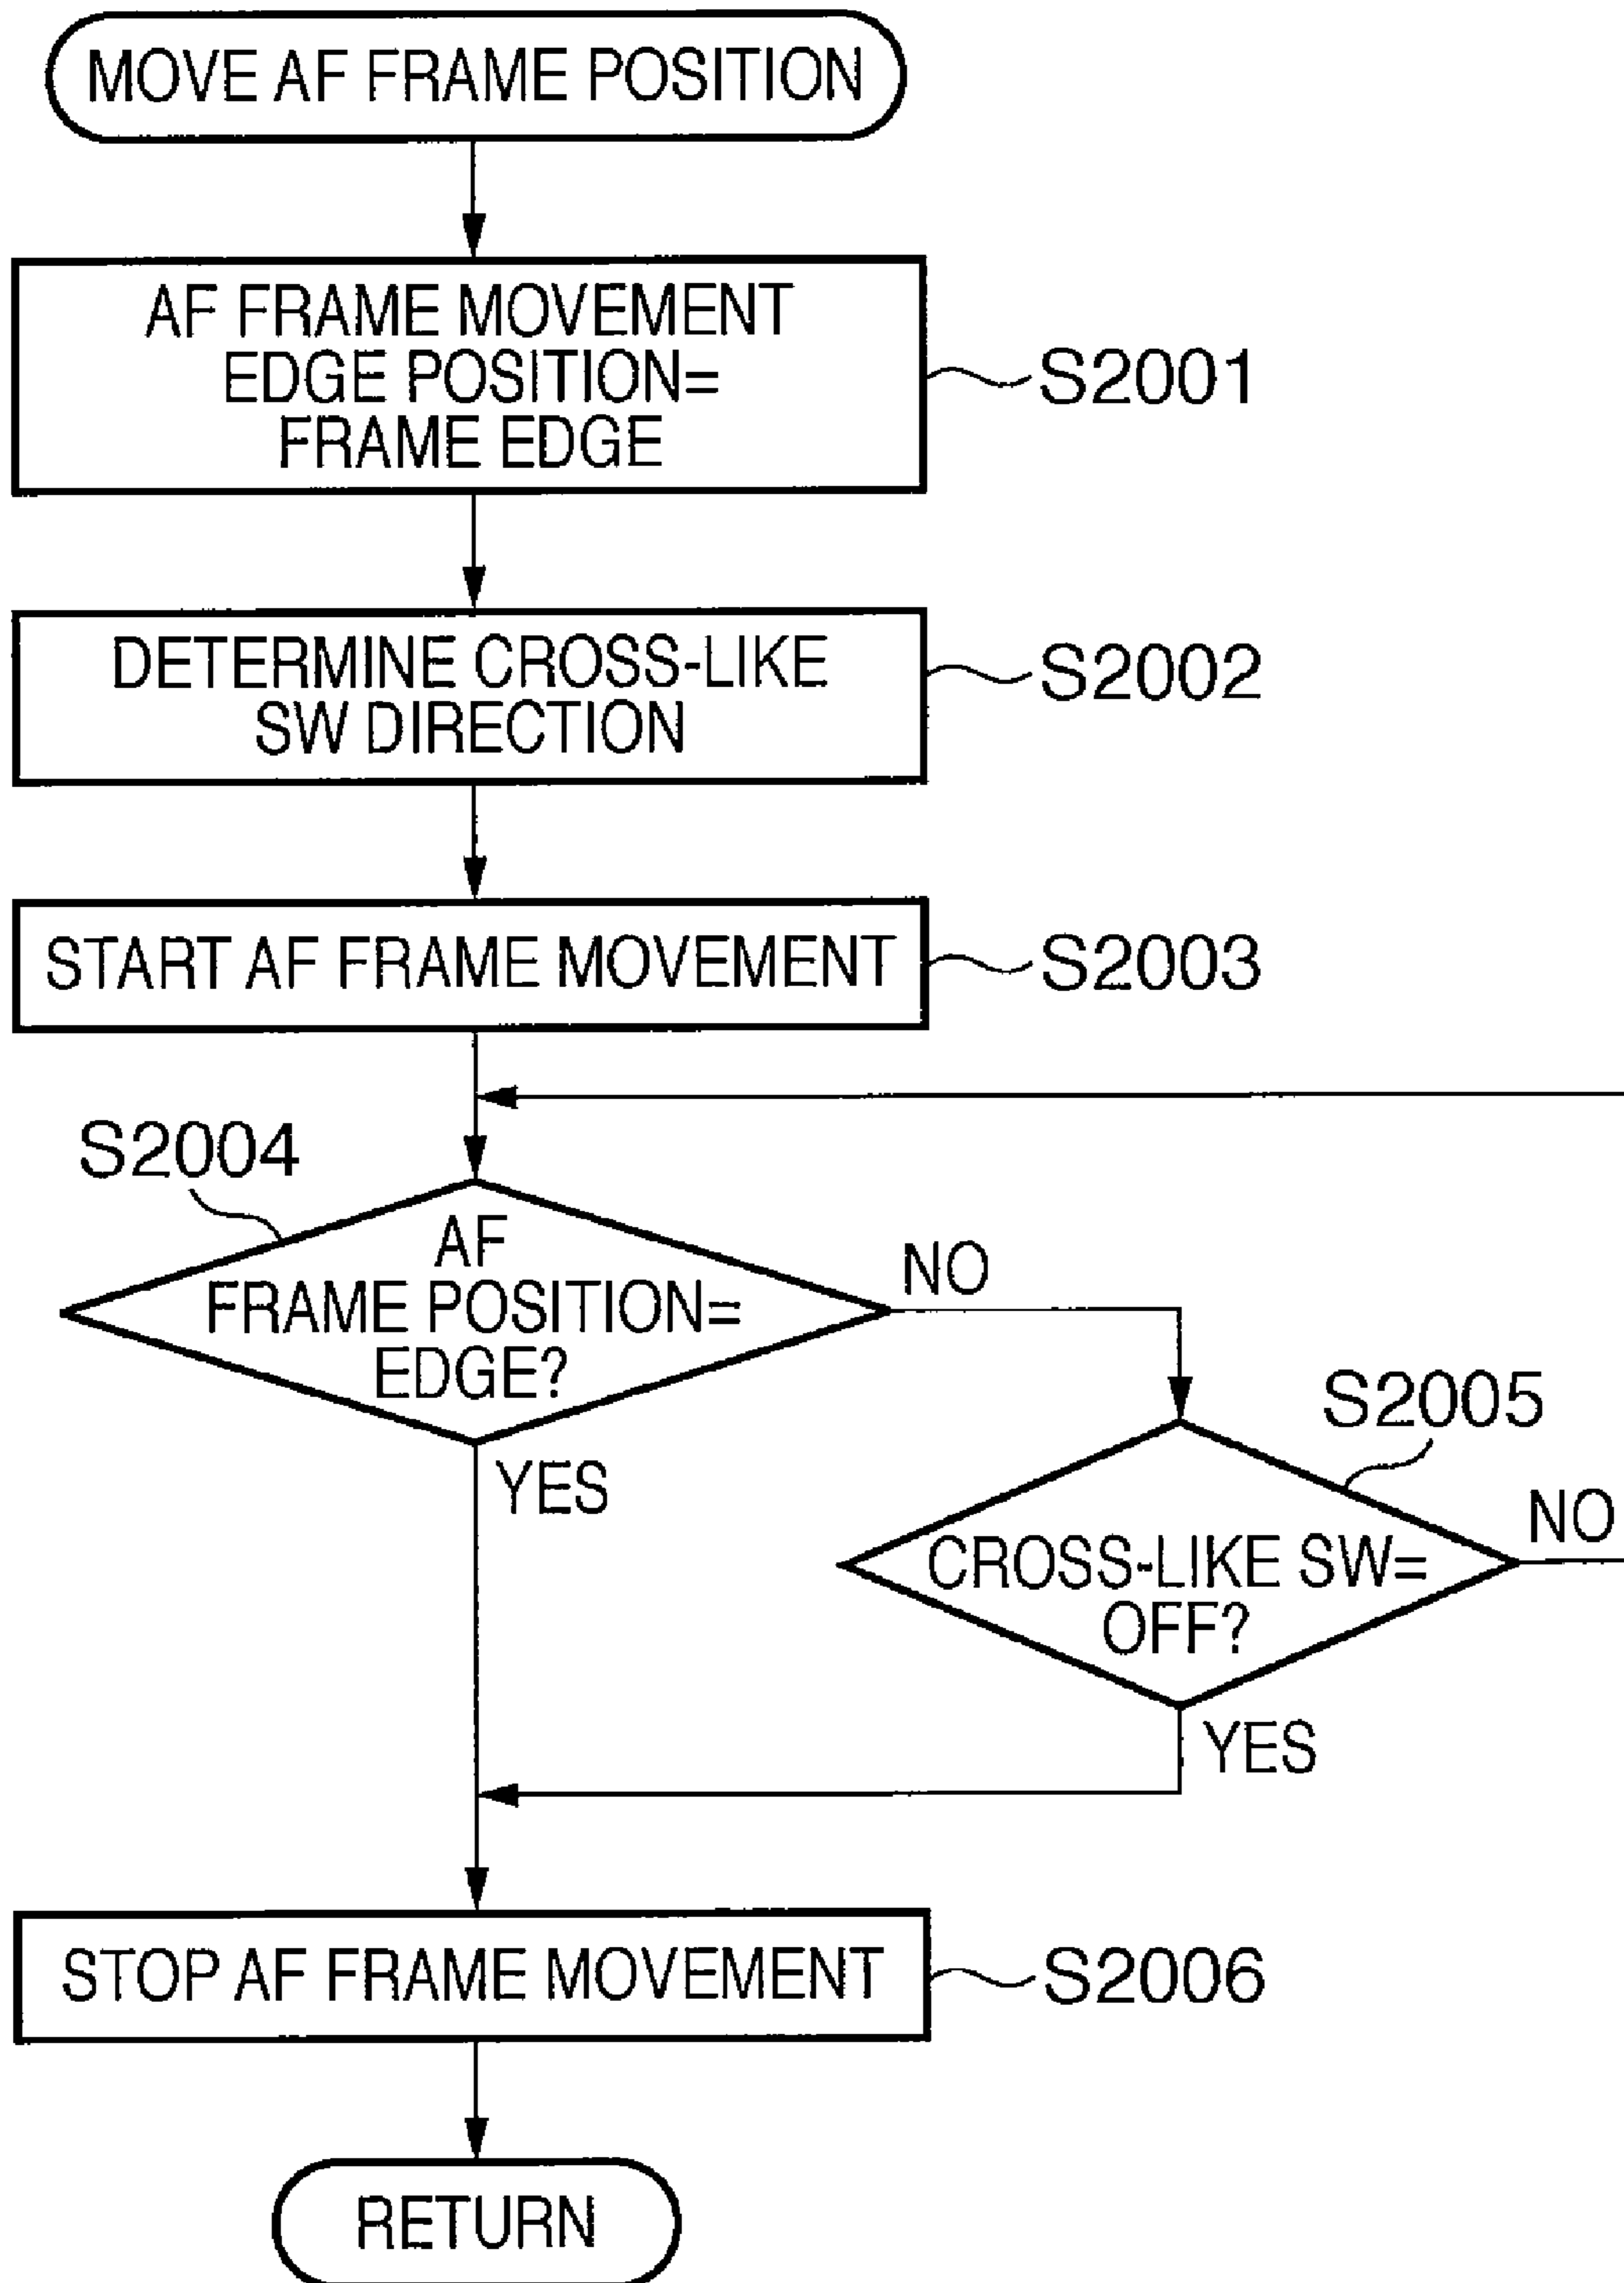 MOVE AF FRAME POSITION
AF FRAME MOVEMENT
EDGE POSITION=
FRAME EDGE
S2001
DETERMINE CROSS-LIKE
SW DIRECTION
S2002
START AF FRAME MOVEMENT
S2003
S2004
AF
FRAME POSITION=
EDGE?
NO
YES
S2005
CROSS-LIKE SW=
OFF?
NO
YES
STOP AF FRAME MOVEMENT
S2006
RETURN